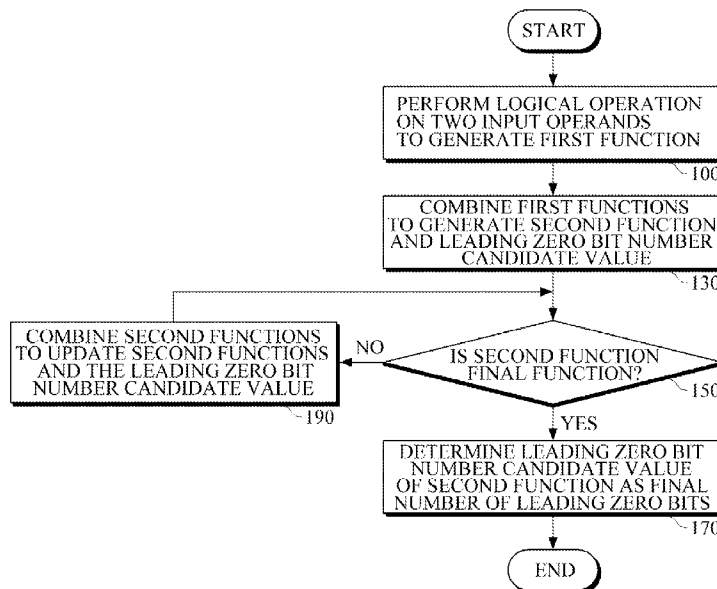 START
PERFORM LOGICAL OPERATION
ON TWO INPUT OPERANDS
TO GENERATE FIRST FUNCTION
100
COMBINE FIRST FUNCTIONS
TO GENERATE SECOND FUNCTION
AND LEADING ZERO BIT NUMBER
CANDIDATE VALUE
130
COMBINE SECOND FUNCTIONS
TO UPDATE SECOND FUNCTIONS
AND THE LEADING ZERO BIT
NUMBER CANDIDATE VALUE
190
NO
IS SECOND FUNCTION
FINAL FUNCTION?
150
YES
DETERMINE LEADING ZERO BIT
NUMBER CANDIDATE VALUE
OF SECOND FUNCTION AS FINAL
NUMBER OF LEADING ZERO BITS
170
END